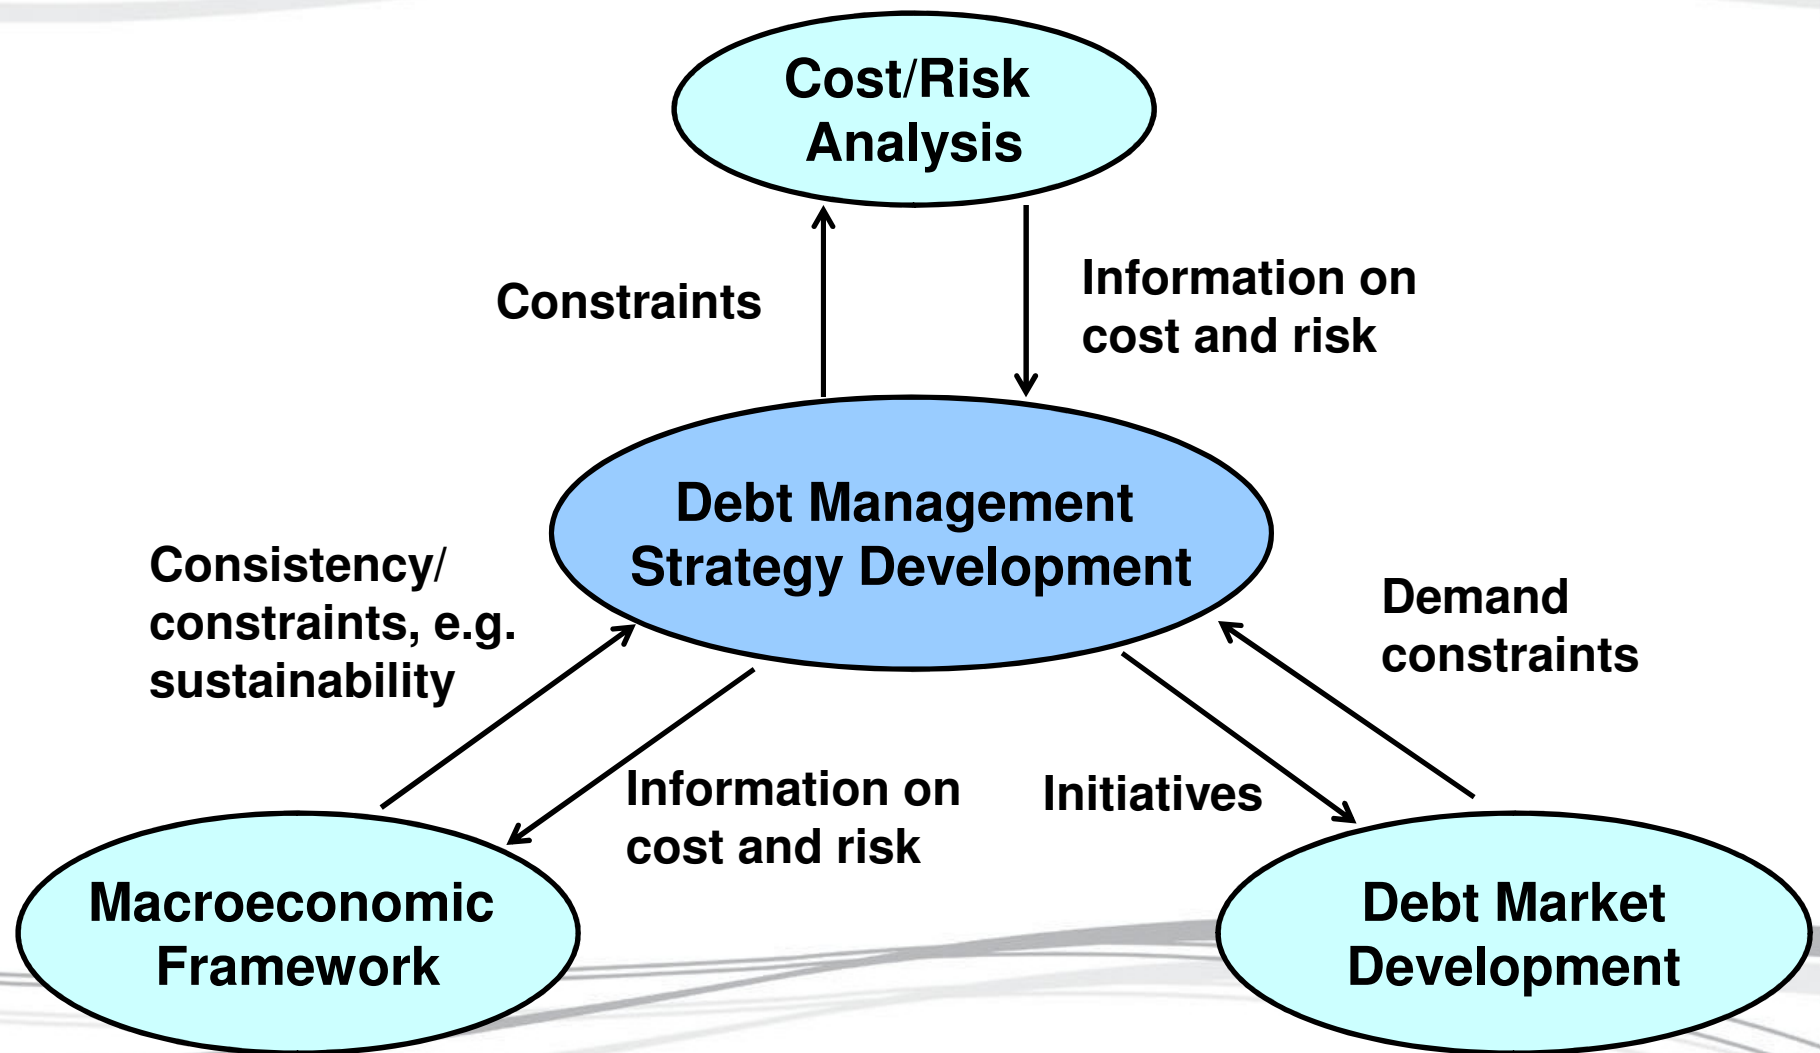 Cost/Risk
Analysis
Constraints
Information on
cost and risk
Debt Management
Strategy Development
Consistency/
constraints, e.g.
sustainability
Demand
constraints
Information on
cost and risk
Initiatives
Macroeconomic
Framework
Debt Market
Development